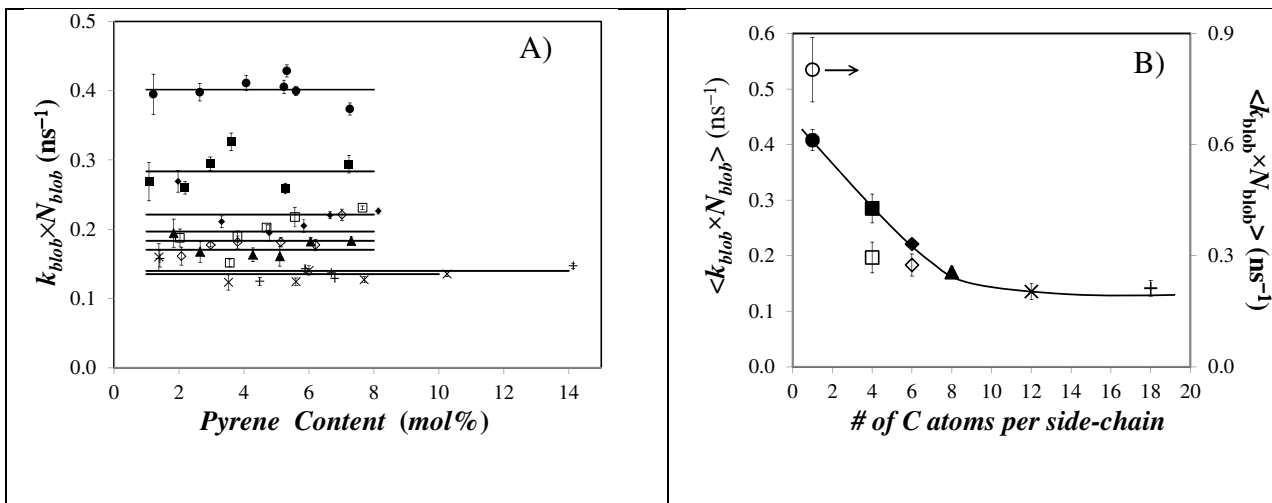 A)
0.5
0.4
0.3
0.2
0.1
0.0
k_blob×N_blob (ns⁻¹)
0 2 4 6 8 10 12 14
Pyrene Content (mol%)
B)
0.6
0.5
0.4
0.3
0.2
0.1
0.0
<k_blob×N_blob> (ns⁻¹)
0.9
0.6
0.3
0.0
<k_blob×N_blob> (ns⁻¹)
0 2 4 6 8 10 12 14 16 18 20
# of C atoms per side-chain